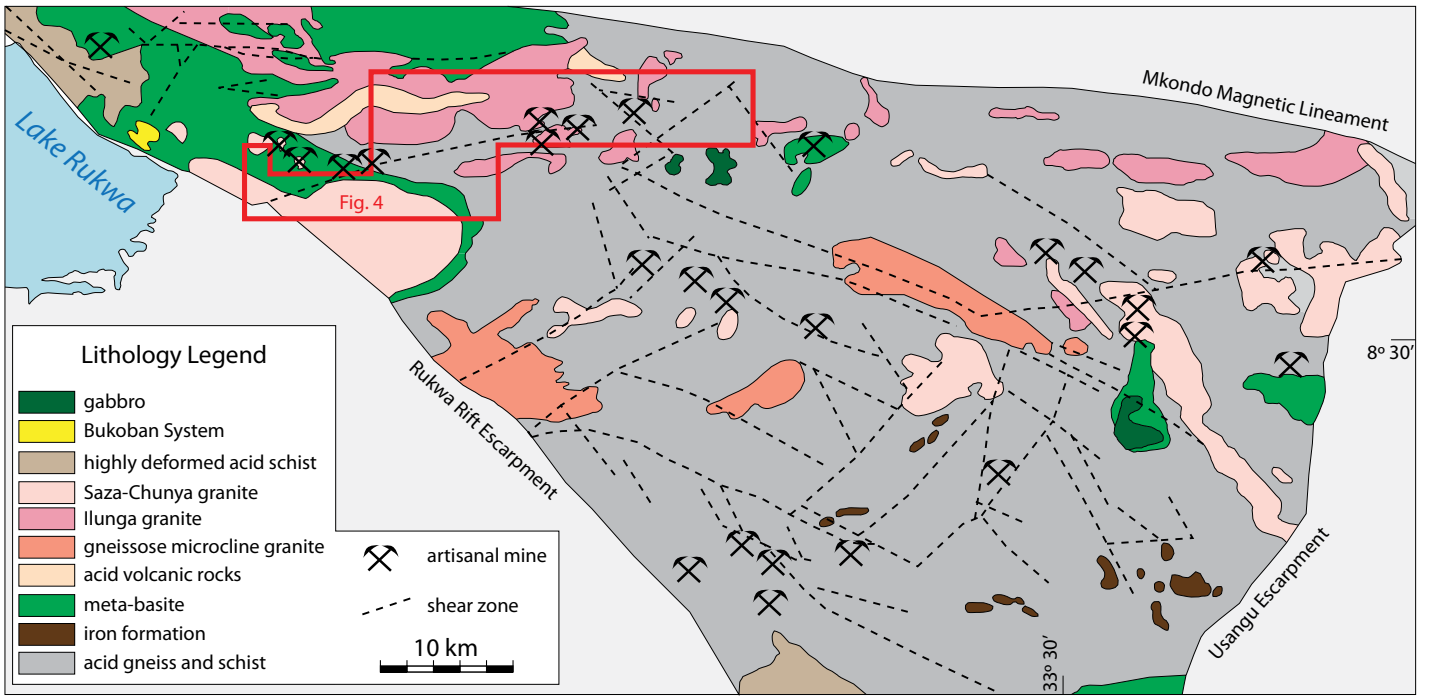 Mkondo Magnetic Lineament
Lake Rukwa
Fig. 4
8º 30’
Rukwa Rift Escarpment
Lithology Legend
gabbro
Bukoban System
highly deformed acid schist
Saza-Chunya granite
Ilunga granite
gneissose microcline granite
acid volcanic rocks
meta-basite
iron formation
acid gneiss and schist
artisanal mine
shear zone
10 km
33º 30’
Usangu Escarpment